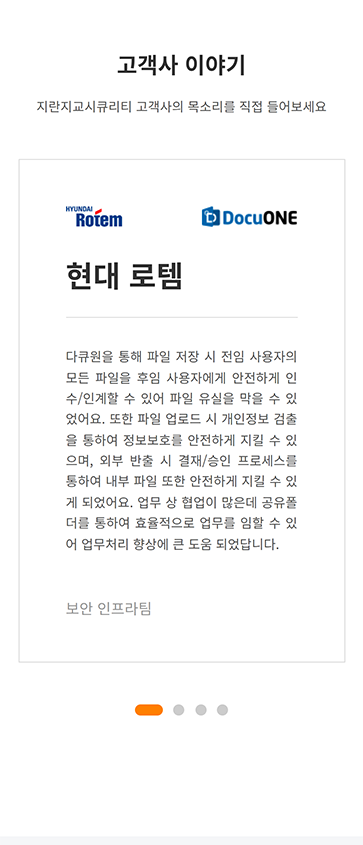 고객사 이야기
지란지교시큐리티 고객사의 목소리를 직접 들어보세요
HYUNDAI
Rotem
DocuONE
현대 로템
다큐원을 통해 파일 저장 시 전임 사용자의
모든 파일을 후임 사용자에게 안전하게 인
수/인계할 수 있어 파일 유실을 막을 수 있
었어요. 또한 파일 업로드 시 개인정보 검출
을 통하여 정보보호를 안전하게 지킬 수 있
으며, 외부 반출 시 결재/승인 프로세스를
통하여 내부 파일 또한 안전하게 지킬 수 있
게 되었어요. 업무 상 협업이 많은데 공유폴
더를 통하여 효율적으로 업무를 임할 수 있
어 업무처리 향상에 큰 도움 되었답니다.
보안 인프라팀